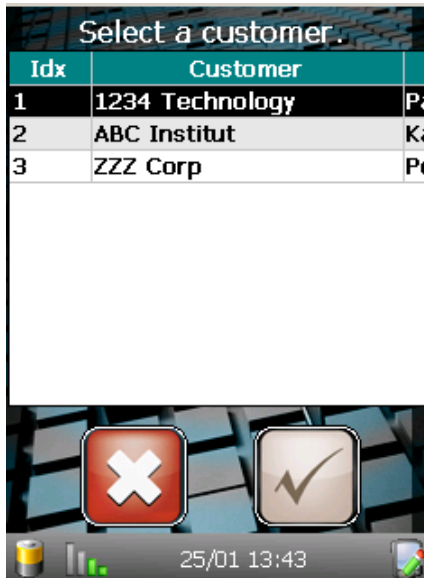 Select a customer.
Idx Customer
1 1234 Technology
2 ABC Institut
3 ZZZ Corp
25/01 13:43